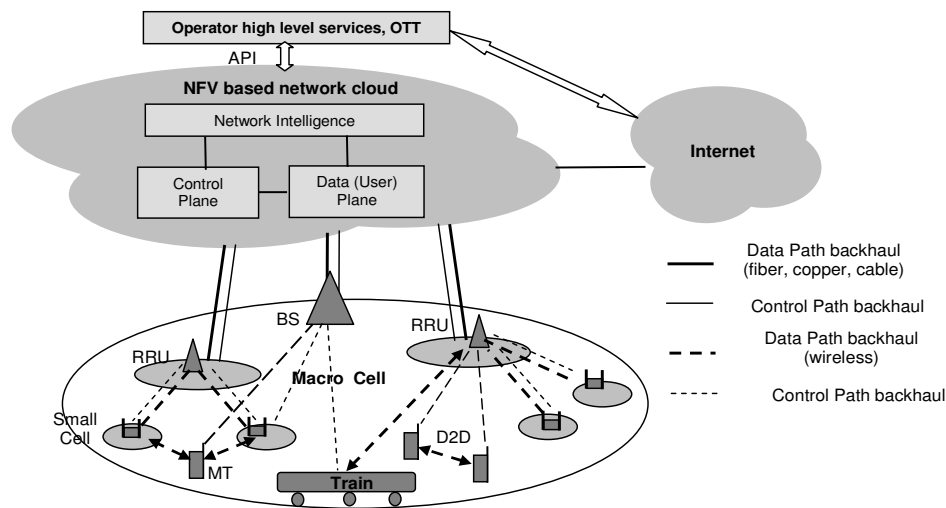 Operator high level services, OTT
API
NFV based network cloud
Network Intelligence
Control
Plane
Data (User)
Plane
Internet
Data Path backhaul
(fiber, copper, cable)
Control Path backhaul
Data Path backhaul
(wireless)
Control Path backhaul
BS
RRU
RRU
Macro Cell
Small
Cell
MT
D2D
Train